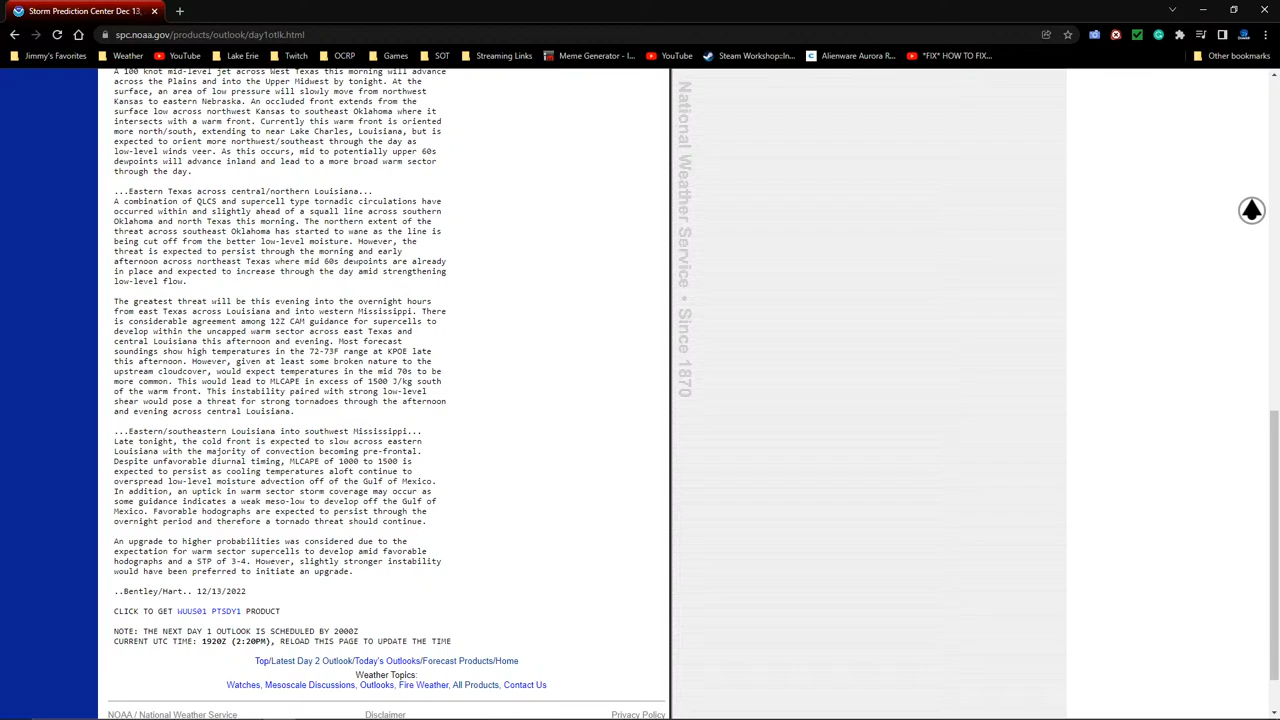 Storm Prediction Center Dec 13,
spc.noaa.gov/products/outlook/day1otlk.html
Jimmy's Favorites
Weather
YouTube
Lake Erie
Twitch
OCRP
Games
SOT
Streaming Links
Meme Generator - I...
YouTube
Steam Workshop::In...
Alienware Aurora R...
*FIX* HOW TO FIX...
Other bookmarks
A 100 knot mid-level jet across West Texas this morning will advance
across the Plains and into the Upper Midwest by tonight. At the
surface, an area of low pressure will slowly move from northwest
Kansas to eastern Nebraska. An occluded front extends from the
surface low across northeast Kansas to southeast Oklahoma where it
intersects with a warm front. Currently this warm front is oriented
more north/south, extending to near Lake Charles, Louisiana, but is
expected to orient more northwest/southeast through the day as
low-level winds veer. As this occurs, mid to potentially upper 60s
dewpoints will advance inland and lead to a more broad warm sector
through the day.
...Eastern Texas across central/northern Louisiana...
A combination of QLCS and supercell type tornadic circulations have
occured within and slightly ahead of a squall line across southern
Oklahoma and north Texas this morning. The northern extent of the
threat across southeast Oklahoma has started to wane as the line is
being cut off from the better low-level moisture. However, the
threat is expected to persist through the morning and early
afternoon across northeast Texas where mid 60s dewpoints are already
in place and expected to increase through the day amid strengthening
low-level flow.
The greatest threat will be this evening into the overnight hours
from east Texas across Louisiana and into western Mississippi. There
is considerable agreement among 12Z CAM guidance for supercells to
develop within the uncapped warm sector across east Texas and
central Louisiana this afternoon and evening. Most forecast
soundings show high temperatures in the 72-73F range at KPOE late
this afternoon. However, given at least some broken nature to the
upstream cloudcover, would expect temperatures in the mid 70s to be
more common. This would lead to MLCAPE in excess of 1500 J/kg south
of the warm front. This instability paired with strong low-level
shear would pose a threat for strong tornadoes through the afternoon
and evening across central Louisiana.
...Eastern/southeastern Louisiana into southwest Mississippi...
Late tonight, the cold front is expected to slow across eastern
Louisiana with the majority of convection becoming pre-frontal.
Despite unfavorable diurnal timing, MLCAPE of 1000 to 1500 is
expected to persist as cooling temperatures aloft continue to
overspread low-level moisture advection off of the Gulf of Mexico.
In addition, an uptick in warm sector storm coverage may occur as
some guidance indicates a weak meso-low to develop off the Gulf of
Mexico. Favorable hodographs are expected to persist through the
overnight period and therefore a tornado threat should continue.
An upgrade to higher probabilities was considered due to the
expectation for warm sector supercells to develop amid favorable
hodographs and a STP of 3-4. However, slightly stronger instability
would have been preferred to initiate an upgrade.
..Bentley/Hart.. 12/13/2022
CLICK TO GET WUUS01 PTSDY1 PRODUCT
NOTE: THE NEXT DAY 1 OUTLOOK IS SCHEDULED BY 2000Z
CURRENT UTC TIME: 1920Z (2:20PM), RELOAD THIS PAGE TO UPDATE THE TIME
Top/Latest Day 2 Outlook/Today's Outlooks/Forecast Products/Home
Weather Topics:
Watches, Mesoscale Discussions, Outlooks, Fire Weather, All Products, Contact Us
NOAA / National Weather Service
Disclaimer
Privacy Policy
National Weather Service • Since 1870